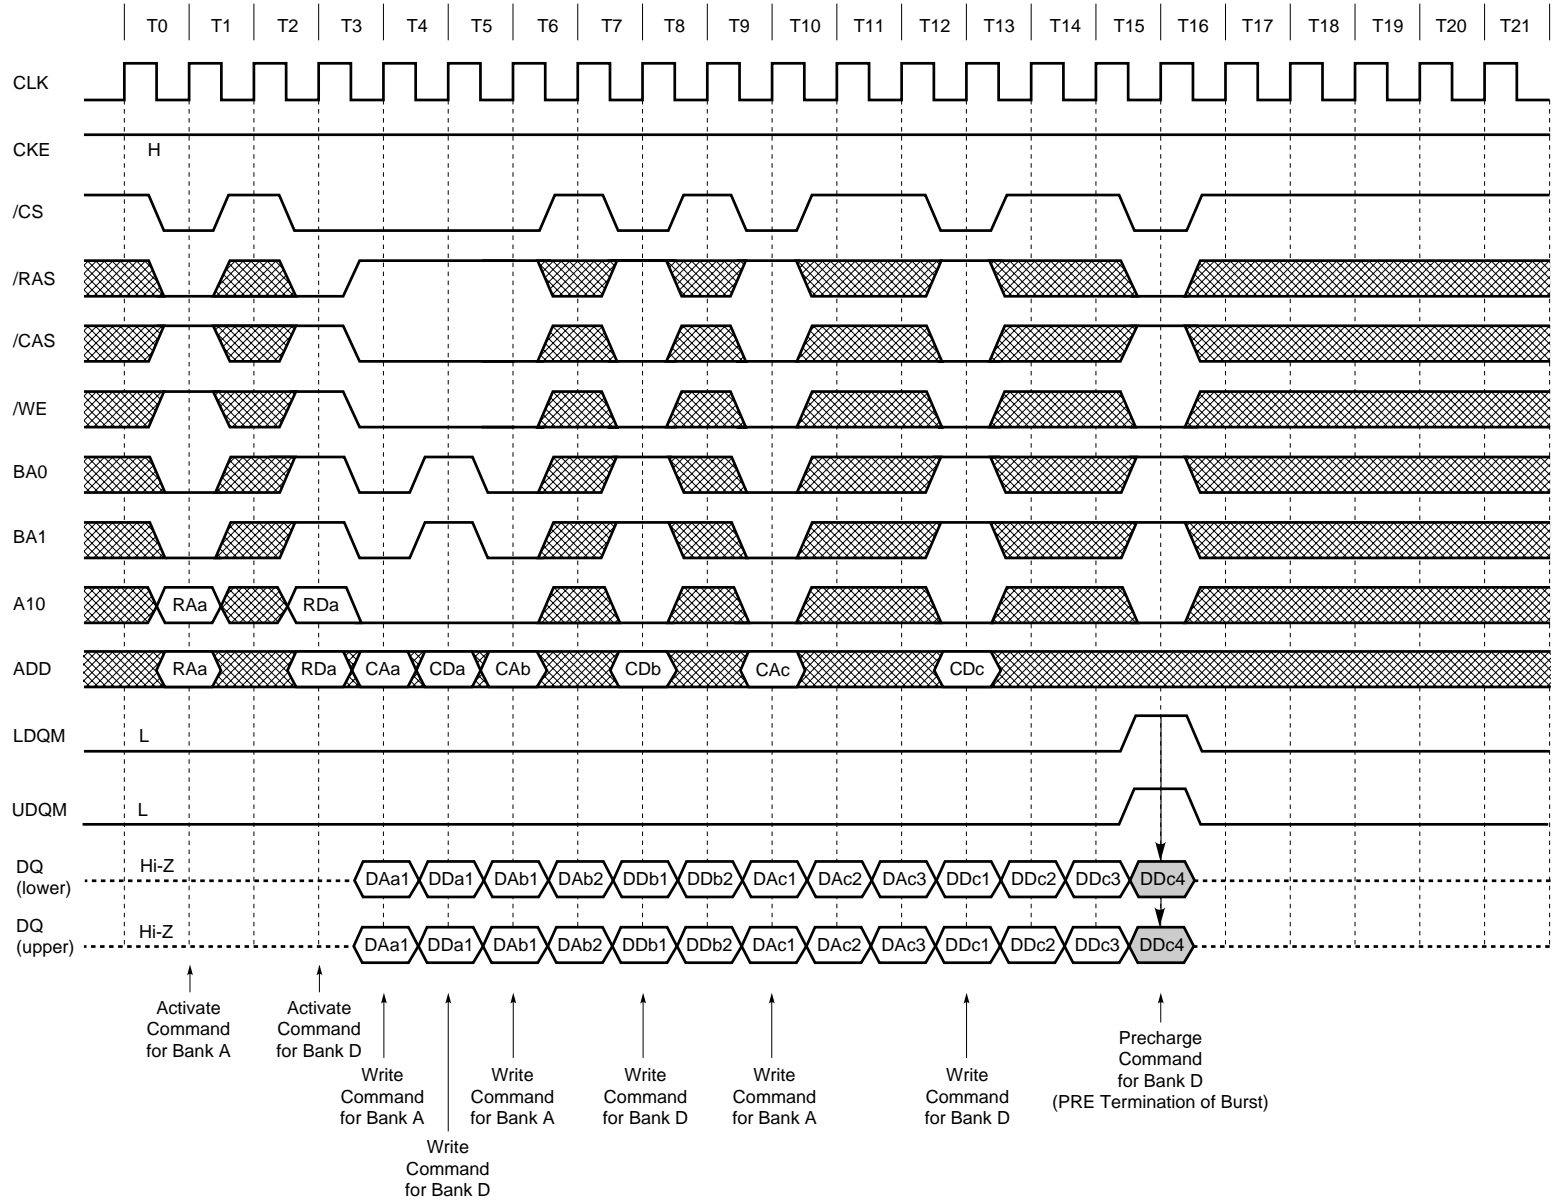 T0 T1 T2 T3 T4 T5 T6 T7 T8 T9 T10 T11 T12 T13 T14 T15 T16 T17 T18 T19 T20 T21
CLK
CKE H
/CS
/RAS
/CAS
/WE
BA0
BA1
A10 RAa RDa
ADD RAa RDa CAa CDa CAb CDb CAc CDc
LDQM L
UDQM L
DQ
(lower)
Hi-Z
DAa1 DDa1 DAb1 DAb2 DDb1 DDb2 DAc1 DAc2 DAc3 DDc1 DDc2 DDc3 DDc4
DQ
(upper)
Hi-Z
DAa1 DDa1 DAb1 DAb2 DDb1 DDb2 DAc1 DAc2 DAc3 DDc1 DDc2 DDc3 DDc4
Activate
Command
for Bank A
Activate
Command
for Bank D
Write
Command
for Bank A
Write
Command
for Bank D
Write
Command
for Bank A
Write
Command
for Bank D
Write
Command
for Bank A
Write
Command
for Bank D
Precharge
Command
for Bank D
(PRE Termination of Burst)